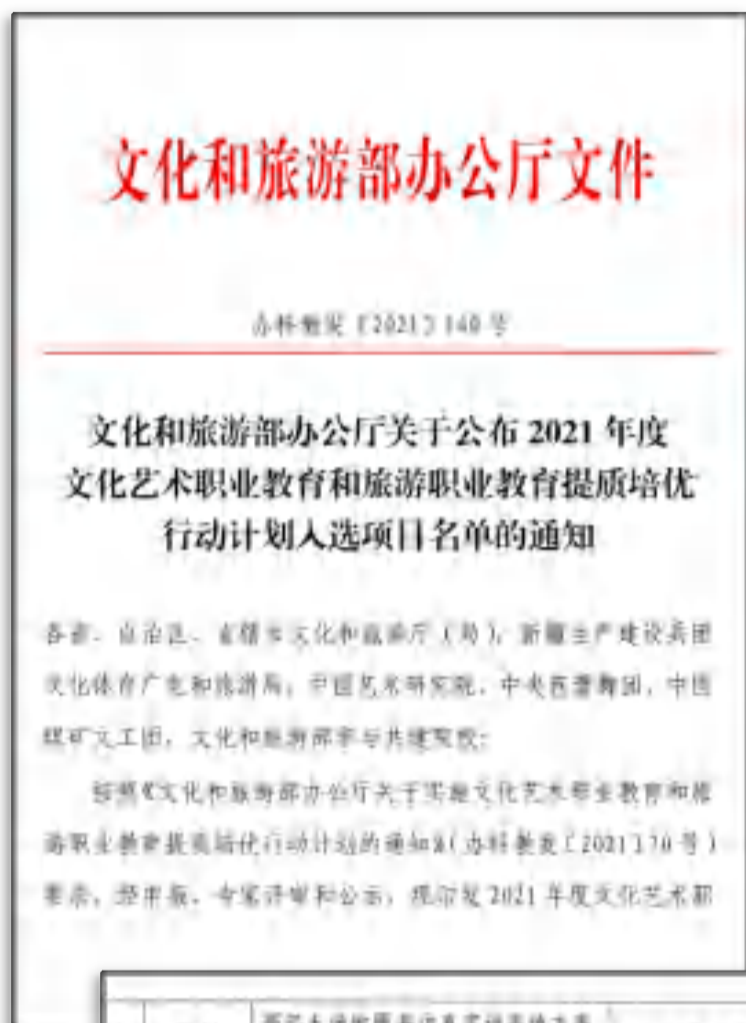 文化和旅游部办公厅文件
办科教发〔2021〕140号
文化和旅游部办公厅关于公布 2021 年度
文化艺术职业教育和旅游职业教育提质培优
行动计划入选项目名单的通知
各省、自治区、直辖市文化和旅游厅（局），新疆生产建设兵团
文化体育广电和旅游局，中国艺术研究院、中央芭蕾舞团、中国
煤矿文工团，文化和旅游部部省共建院校：
按照《文化和旅游部办公厅关于实施文化艺术职业教育和旅
游职业教育提质培优行动计划的通知》（办科教发〔2021〕70号）
要求，经申报、专家评审和公示，现印发 2021 年度文化艺术职